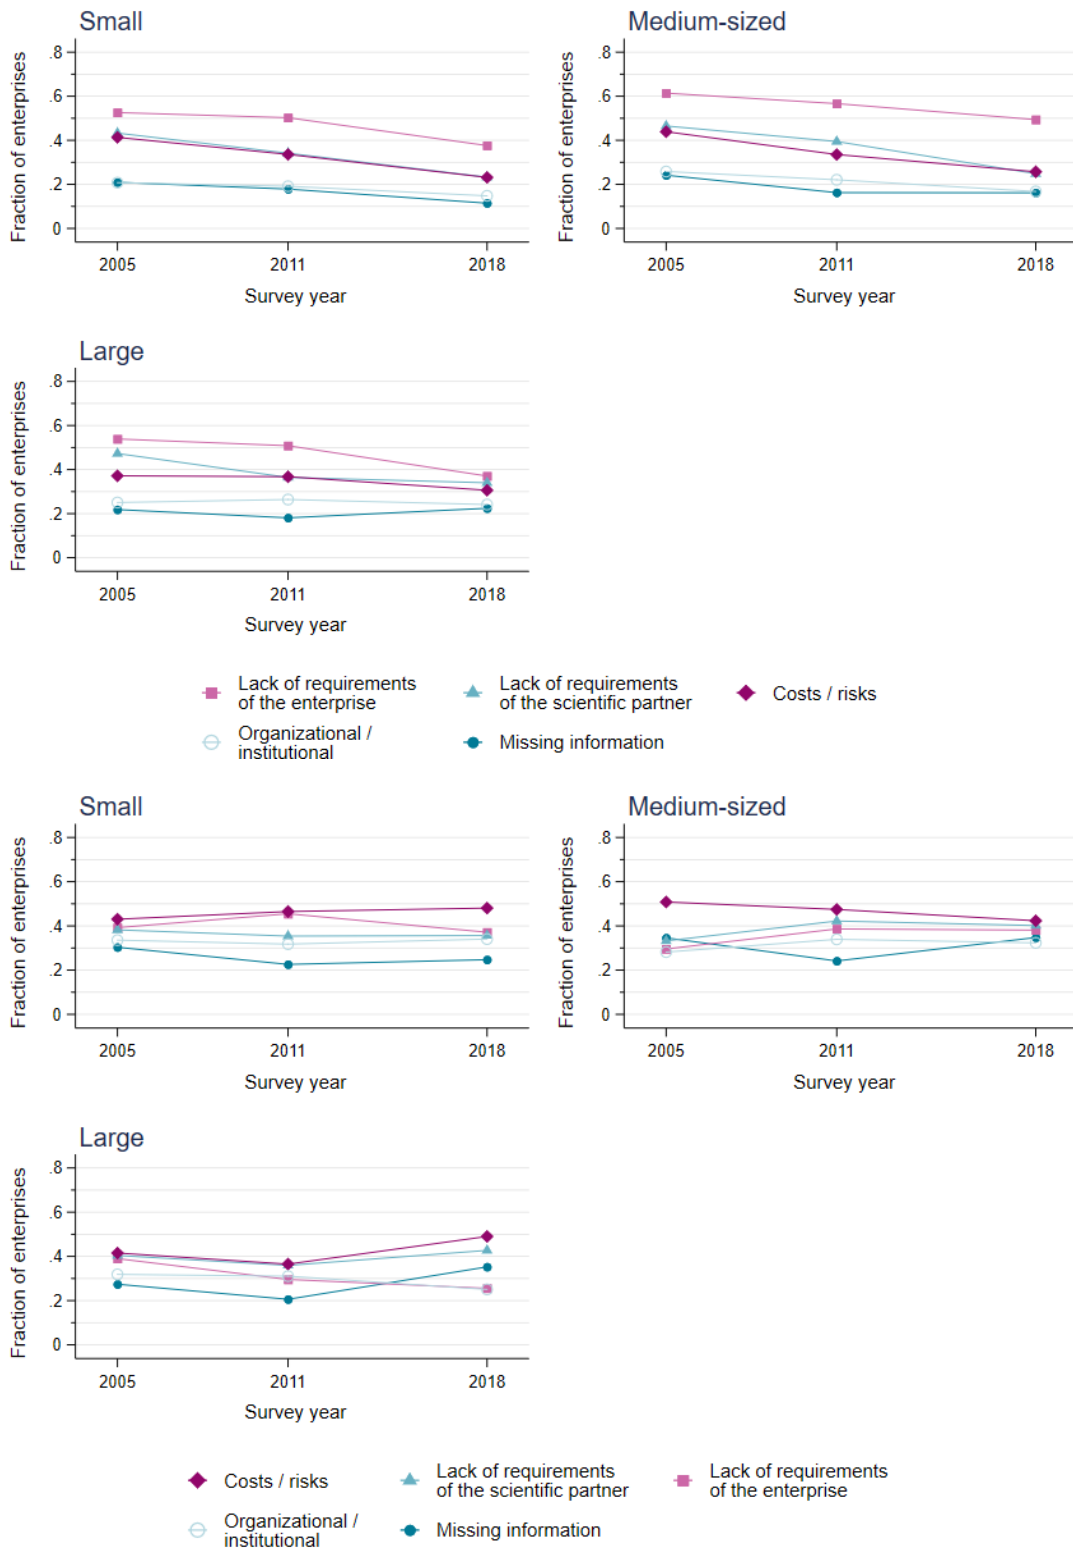 Small
Fraction of enterprises
.8
.6
.4
.2
0
2005
2011
2018
Survey year
Medium-sized
Fraction of enterprises
.8
.6
.4
.2
0
2005
2011
2018
Survey year
Large
Fraction of enterprises
.8
.6
.4
.2
0
2005
2011
2018
Survey year
Lack of requirements
of the enterprise
Lack of requirements
of the scientific partner
Costs / risks
Organizational /
institutional
Missing information
Small
Fraction of enterprises
.8
.6
.4
.2
0
2005
2011
2018
Survey year
Medium-sized
Fraction of enterprises
.8
.6
.4
.2
0
2005
2011
2018
Survey year
Large
Fraction of enterprises
.8
.6
.4
.2
0
2005
2011
2018
Survey year
Costs / risks
Lack of requirements
of the scientific partner
Lack of requirements
of the enterprise
Organizational /
institutional
Missing information